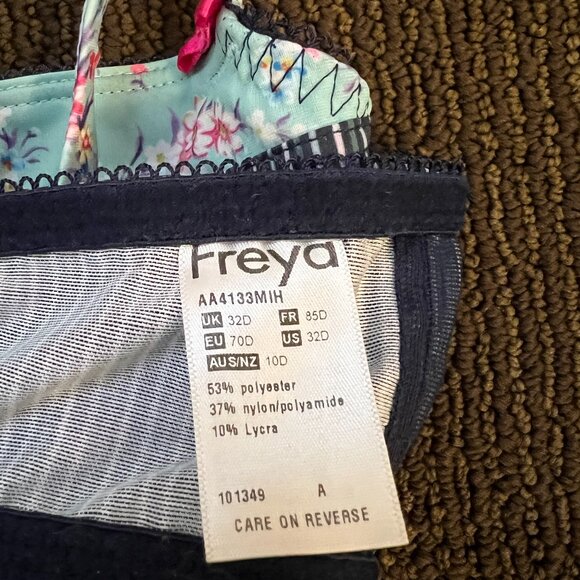 Freya
AA4133MIH
UK 32D FR 85D
EU 70D US 32D
AUS/NZ 10D
53% polyester
37% nylon/polyamide
10% Lycra
101349 A
CARE ON REVERSE